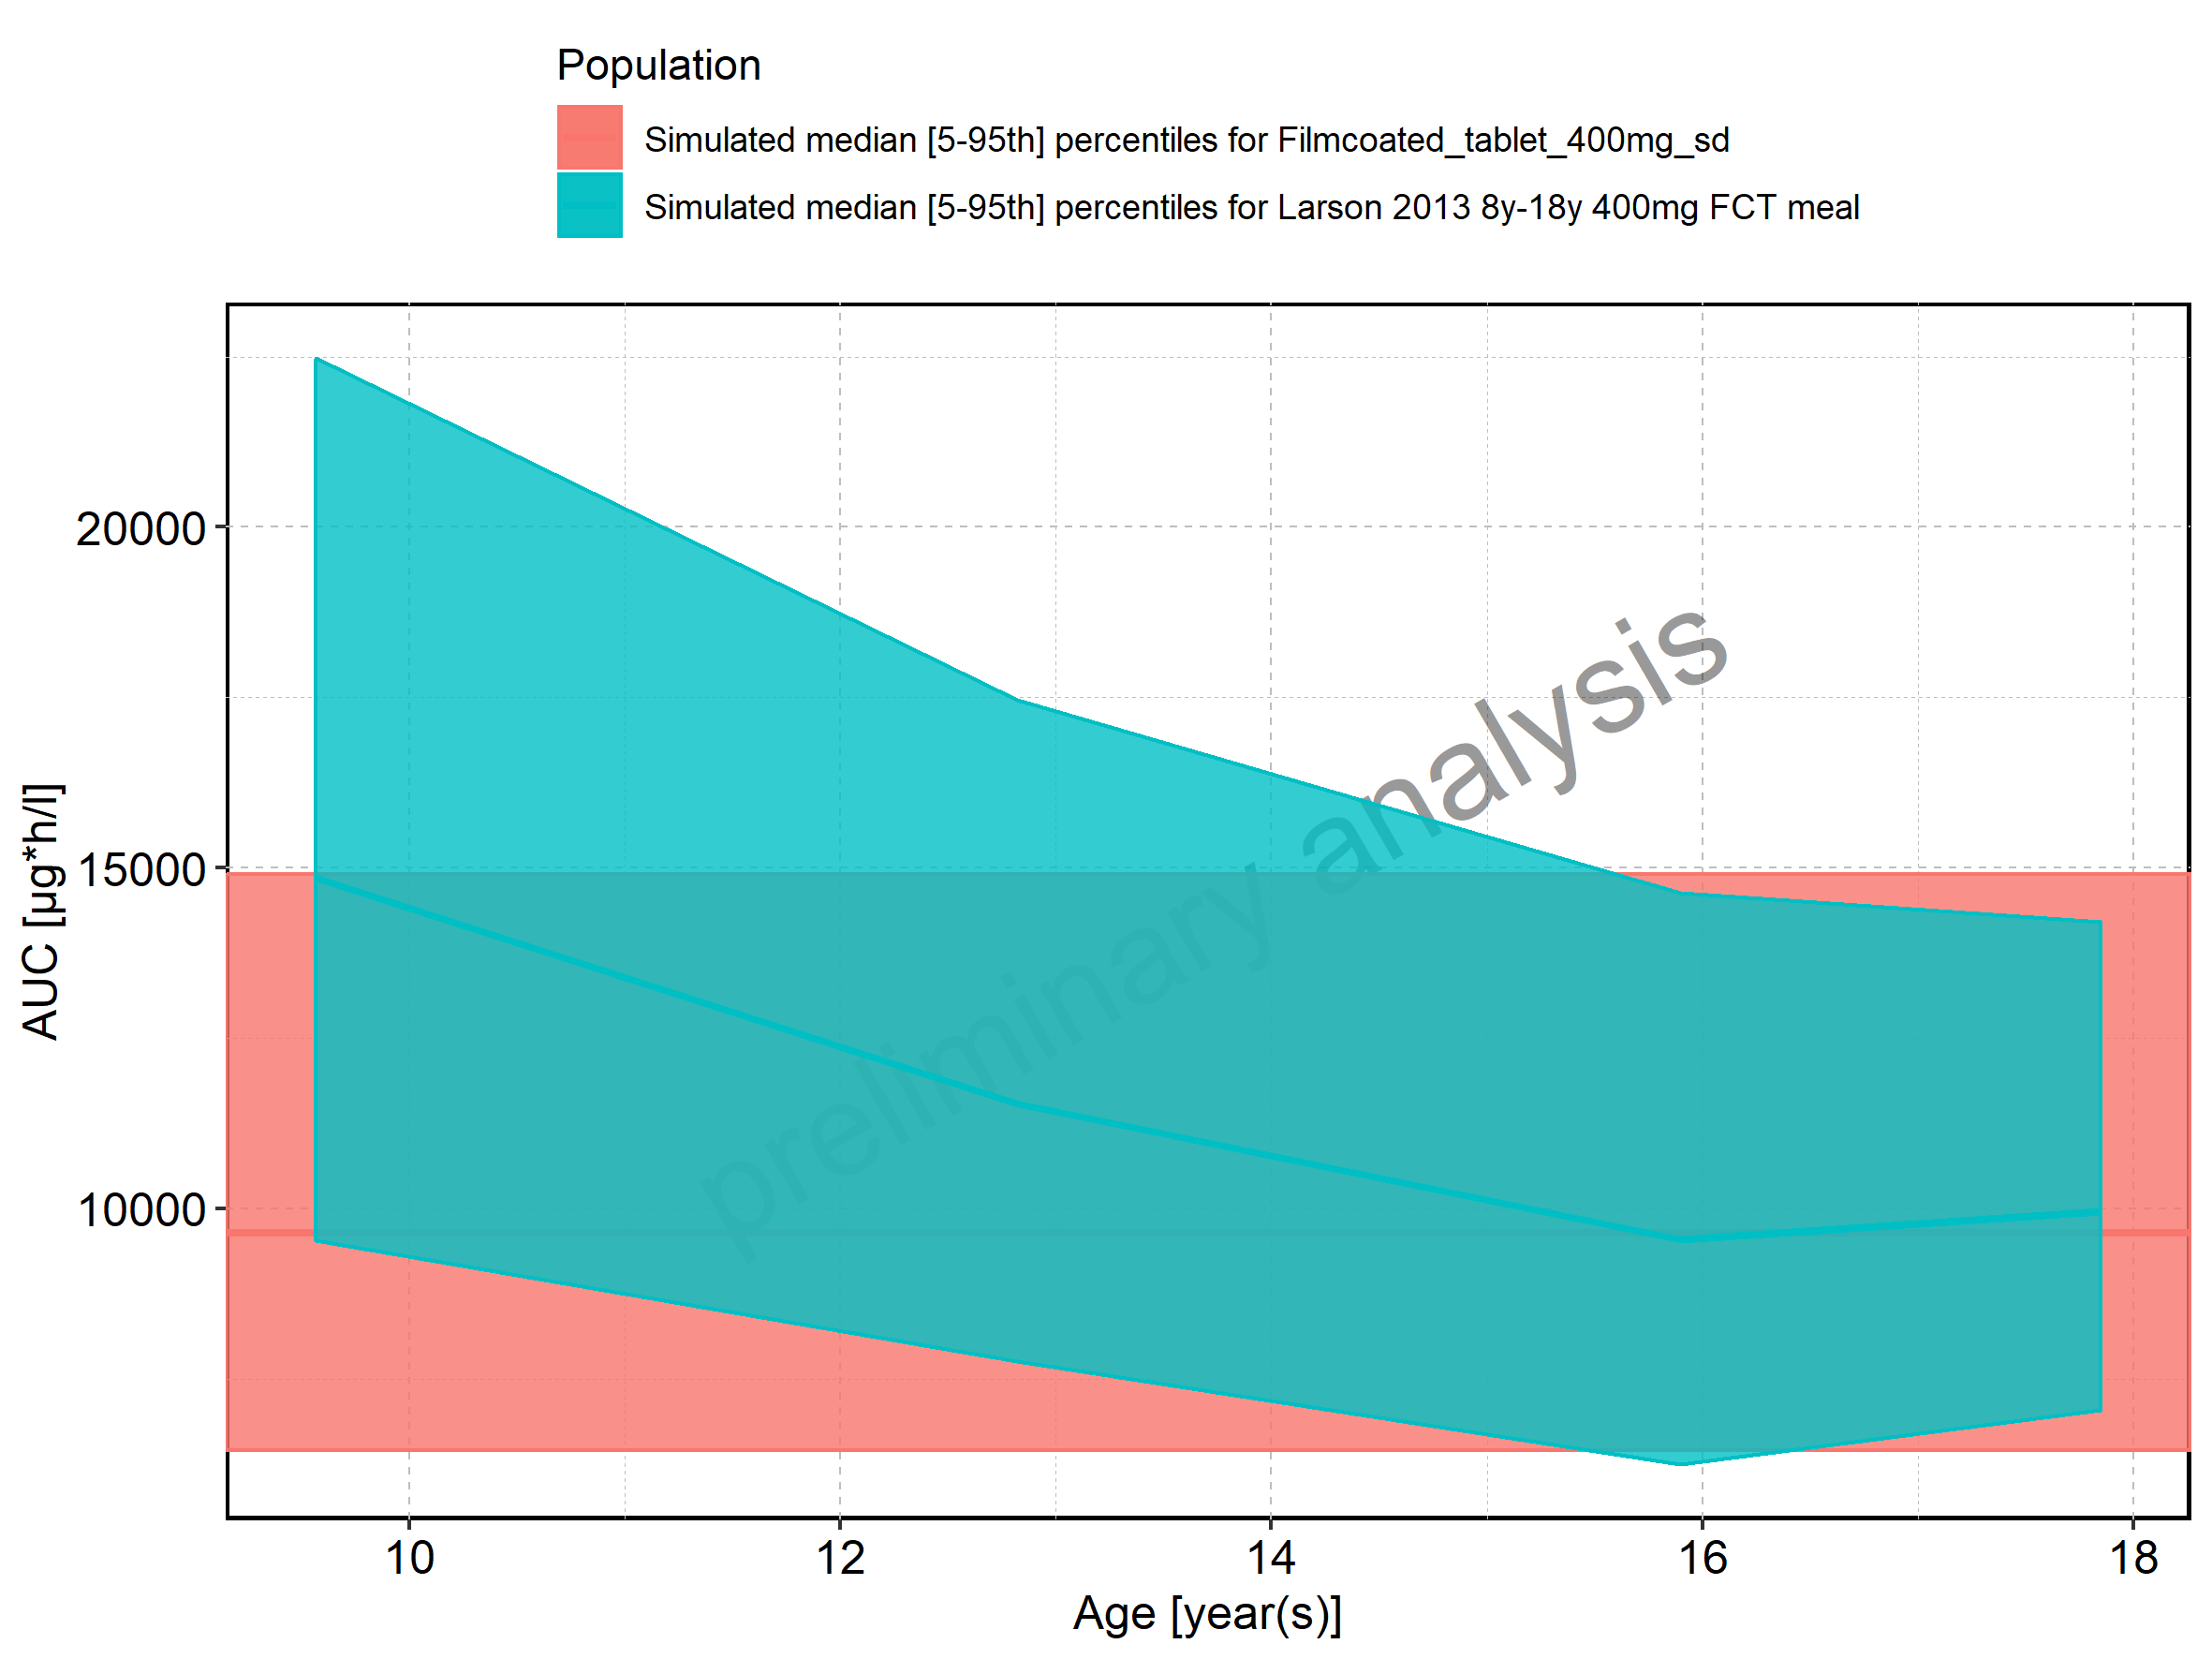 Population
Simulated median [5-95th] percentiles for Filmcoated_tablet_400mg_sd
Simulated median [5-95th] percentiles for Larson 2013 8y-18y 400mg FCT meal
AUC [µg*h/l]
20000
15000
10000
preliminary analysis
10 12 14 16 18
Age [year(s)]